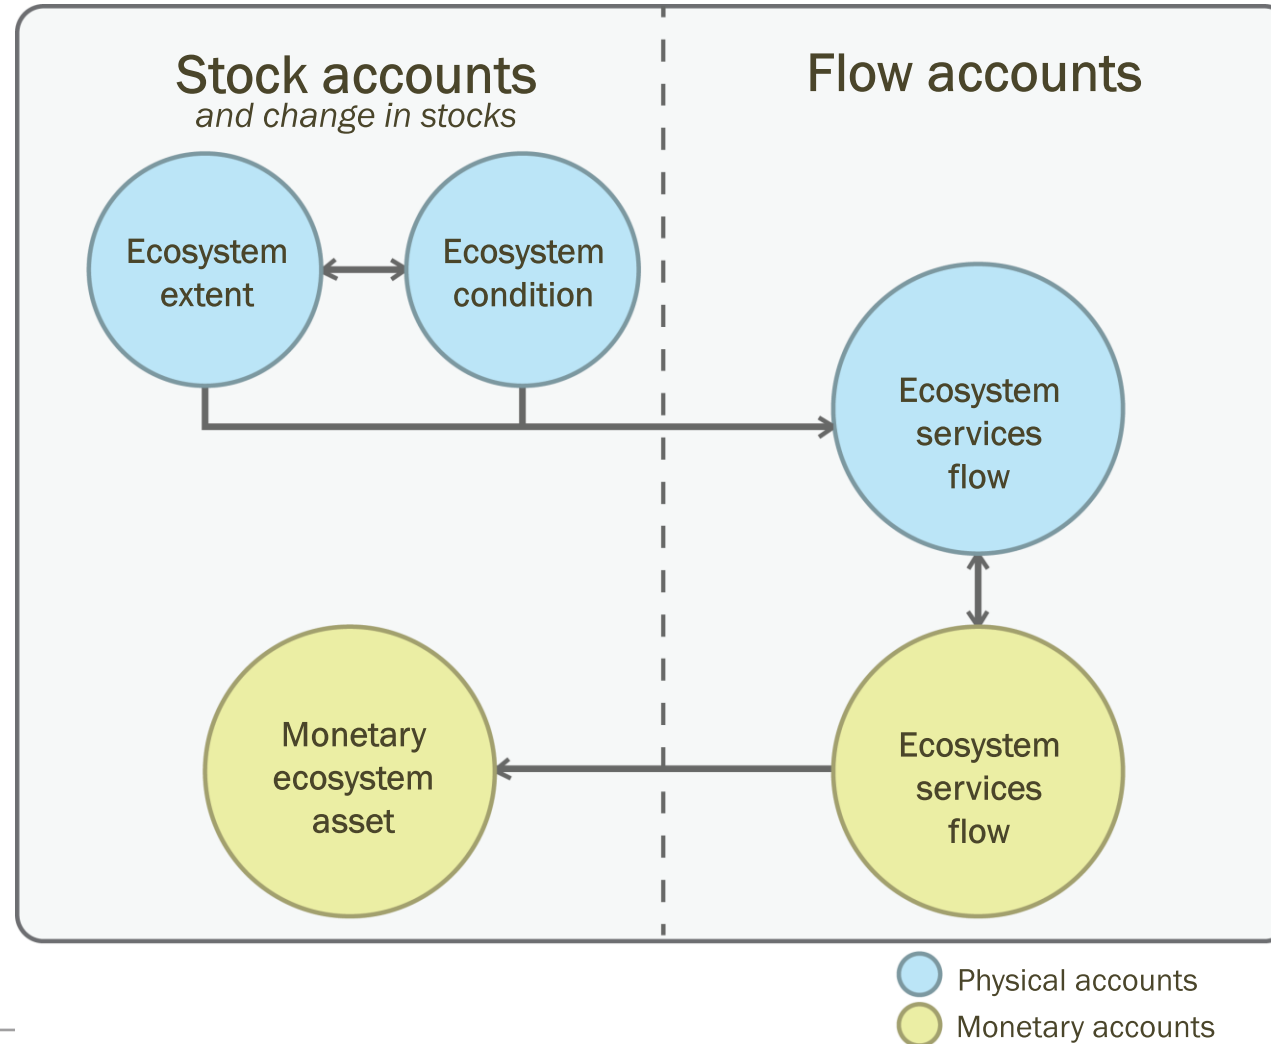 Stock accounts
and change in stocks
Flow accounts
Ecosystem
extent
Ecosystem
condition
Ecosystem
services
flow
Monetary
ecosystem
asset
Ecosystem
services
flow
Physical accounts
Monetary accounts